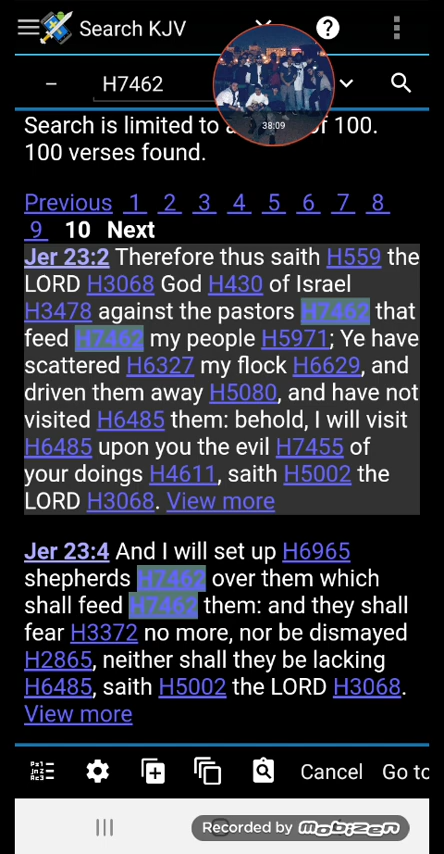 Search KJV
H7462
38:09
Search is limited to a of 100.
100 verses found.
Previous 1 2 3 4 5 6 7 8
9 10 Next
Jer 23:2 Therefore thus saith H559 the
LORD H3068 God H430 of Israel
H3478 against the pastors H7462 that
feed H7462 my people H5971; Ye have
scattered H6327 my flock H6629, and
driven them away H5080, and have not
visited H6485 them: behold, I will visit
H6485 upon you the evil H7455 of
your doings H4611, saith H5002 the
LORD H3068. View more
Jer 23:4 And I will set up H6965
shepherds H7462 over them which
shall feed H7462 them: and they shall
fear H3372 no more, nor be dismayed
H2865, neither shall they be lacking
H6485, saith H5002 the LORD H3068.
View more
Cancel Go to
Recorded by MOBIZEN